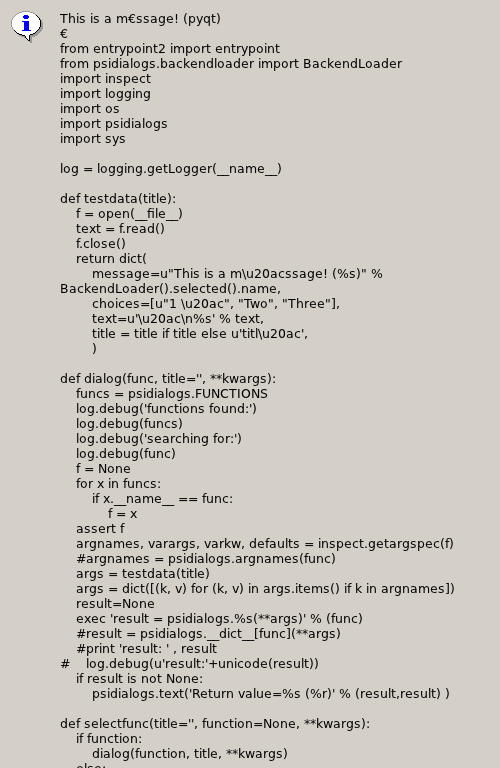 This is a m€ssage! (pyqt)
€
from entrypoint2 import entrypoint
from psidialogs.backendloader import BackendLoader
import inspect
import logging
import os
import psidialogs
import sys

log = logging.getLogger(__name__)

def testdata(title):
    f = open(__file__)
    text = f.read()
    f.close()
    return dict(
        message=u"This is a m\u20acssage! (%s)" %
BackendLoader().selected().name,
        choices=[u"1 \u20ac", "Two", "Three"],
        text=u'\u20ac\n%s' % text,
        title = title if title else u'titl\u20ac',
        )

def dialog(func, title='', **kwargs):
    funcs = psidialogs.FUNCTIONS
    log.debug('functions found:')
    log.debug(funcs)
    log.debug('searching for:')
    log.debug(func)
    f = None
    for x in funcs:
        if x.__name__ == func:
            f = x
    assert f
    argnames, varargs, varkw, defaults = inspect.getargspec(f)
    #argnames = psidialogs.argnames(func)
    args = testdata(title)
    args = dict([(k, v) for (k, v) in args.items() if k in argnames])
    result=None
    exec 'result = psidialogs.%s(**args)' % (func)
    #result = psidialogs.__dict__[func](**args)
    #print 'result: ' , result
#    log.debug(u'result:'+unicode(result))
    if result is not None:
        psidialogs.text('Return value=%s (%r)' % (result,result) )

def selectfunc(title='', function=None, **kwargs):
    if function:
        dialog(function, title, **kwargs)
    else: